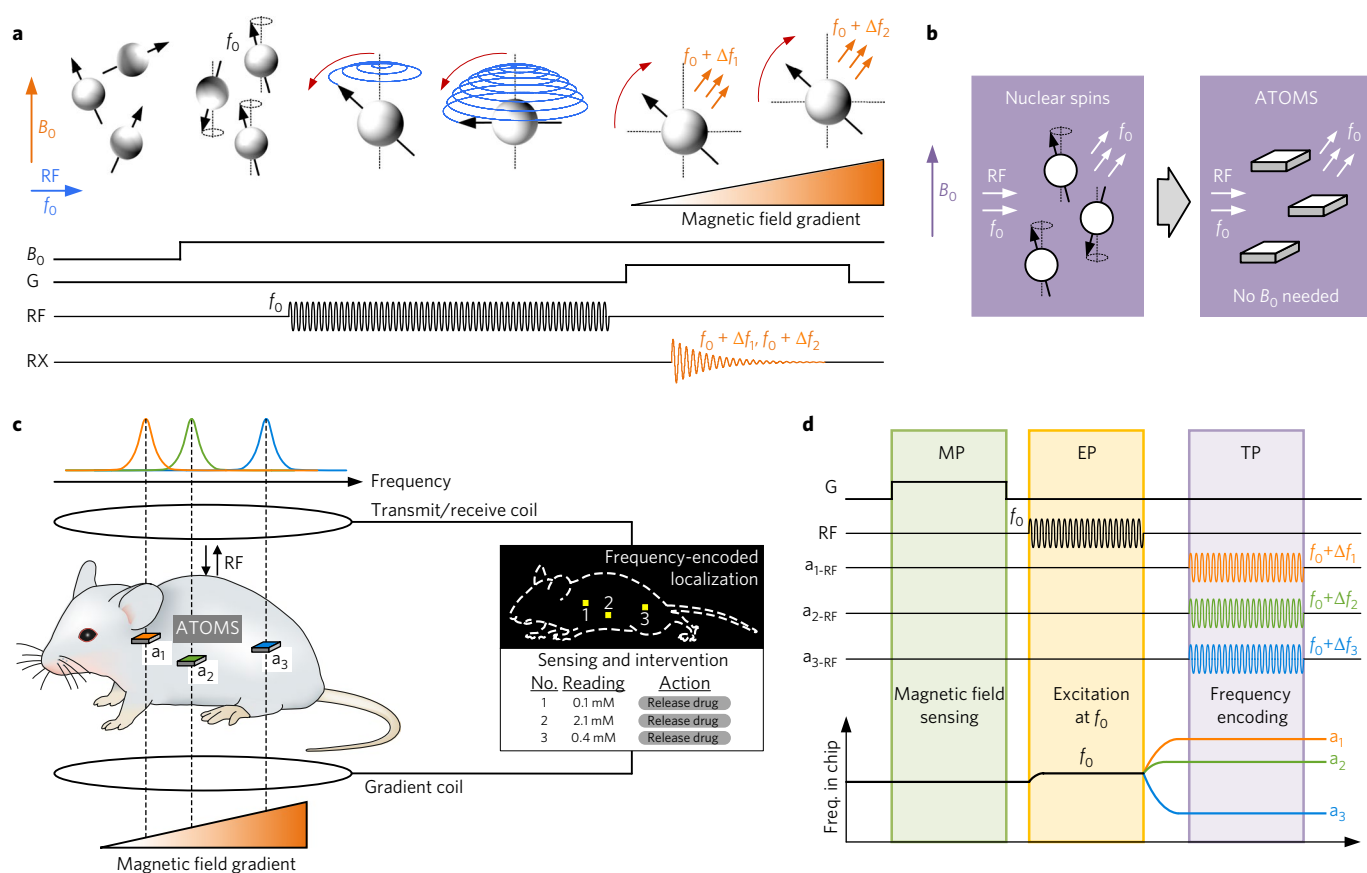 a
f0
f0 + Δf1
f0 + Δf2
B0
RF
f0
Magnetic field gradient
B0
G
RF
f0
RX
f0 + Δf1, f0 + Δf2
b
Nuclear spins
ATOMS
f0
f0
B0
RF
f0
RF
f0
No B0 needed
c
Frequency
Transmit/receive coil
RF
ATOMS
a1
a2
a3
Frequency-encoded
localization
1 2 3
Sensing and intervention
No. Reading Action
1 0.1 mM Release drug
2 2.1 mM Release drug
3 0.4 mM Release drug
Gradient coil
Magnetic field gradient
d
MP EP TP
G
RF
f0
a1-RF
f0+Δf1
a2-RF
f0+Δf2
a3-RF
f0+Δf3
Magnetic field
sensing
Excitation
at f0
Frequency
encoding
Freq. in chip
f0
a1
a2
a3